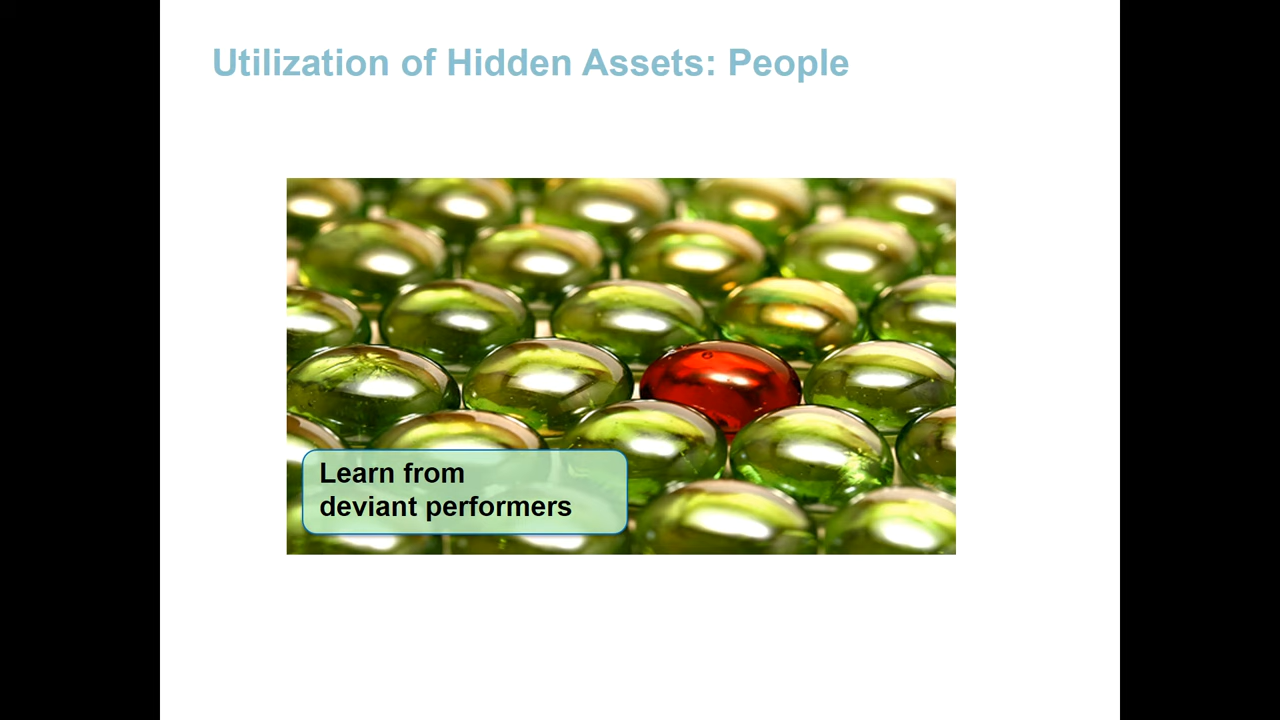 Utilization of Hidden Assets: People
Learn from
deviant performers